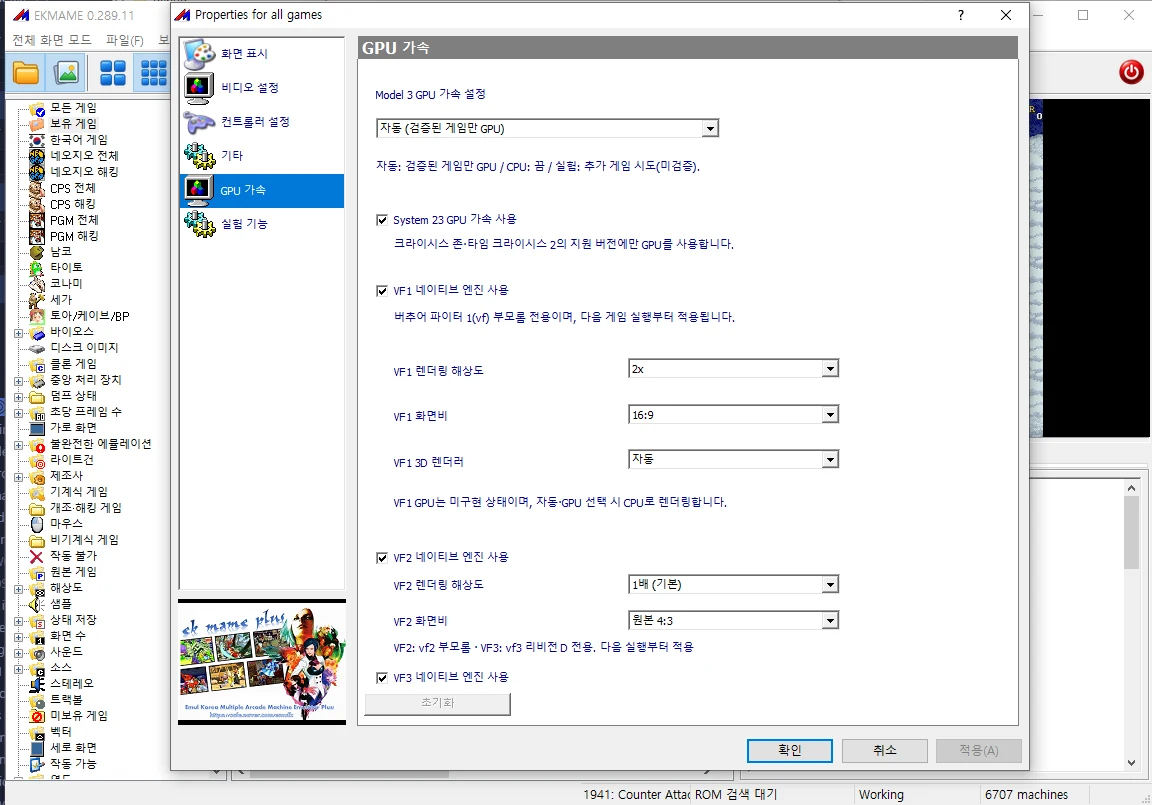 EKMAME 0.289.11
전체 화면 모드 파일(F) 보
모든 게임
보유 게임
한국어 게임
네오지오 전체
네오지오 해킹
CPS 전체
CPS 해킹
PGM 전체
PGM 해킹
남코
타이토
코나미
세가
토아/케이브/BP
바이오스
디스크 이미지
클론 게임
중앙 처리 장치
덤프 상태
초당 프레임 수
가로 화면
불완전한 에뮬레이션
라이트건
제조사
기계식 게임
개조·해킹 게임
마우스
비기계식 게임
작동 불가
원본 게임
해상도
샘플
상태 저장
화면 수
사운드
소스
스테레오
트랙볼
미보유 게임
벡터
세로 화면
작동 가능
Properties for all games
?
화면 표시
비디오 설정
컨트롤러 설정
기타
GPU 가속
실험 기능
ek mame plus
Emul Korea Multiple Arcade Machine Emulator Plus
GPU 가속
Model 3 GPU 가속 설정
자동 (검증된 게임만 GPU)
자동: 검증된 게임만 GPU / CPU: 끔 / 실험: 추가 게임 시도(미검증).
System 23 GPU 가속 사용
크라이시스 존·타임 크라이시스 2의 지원 버전에만 GPU를 사용합니다.
VF1 네이티브 엔진 사용
버추어 파이터 1(vf) 부모롬 전용이며, 다음 게임 실행부터 적용됩니다.
VF1 렌더링 해상도 2x
VF1 화면비 16:9
VF1 3D 렌더러 자동
VF1 GPU는 미구현 상태이며, 자동·GPU 선택 시 CPU로 렌더링합니다.
VF2 네이티브 엔진 사용
VF2 렌더링 해상도 1배 (기본)
VF2 화면비 원본 4:3
VF2: vf2 부모롬 · VF3: vf3 리비전 D 전용. 다음 실행부터 적용
VF3 네이티브 엔진 사용
초기화
확인 취소 적용(A)
R
0
1941: Counter Attac ROM 검색 대기 Working 6707 machines